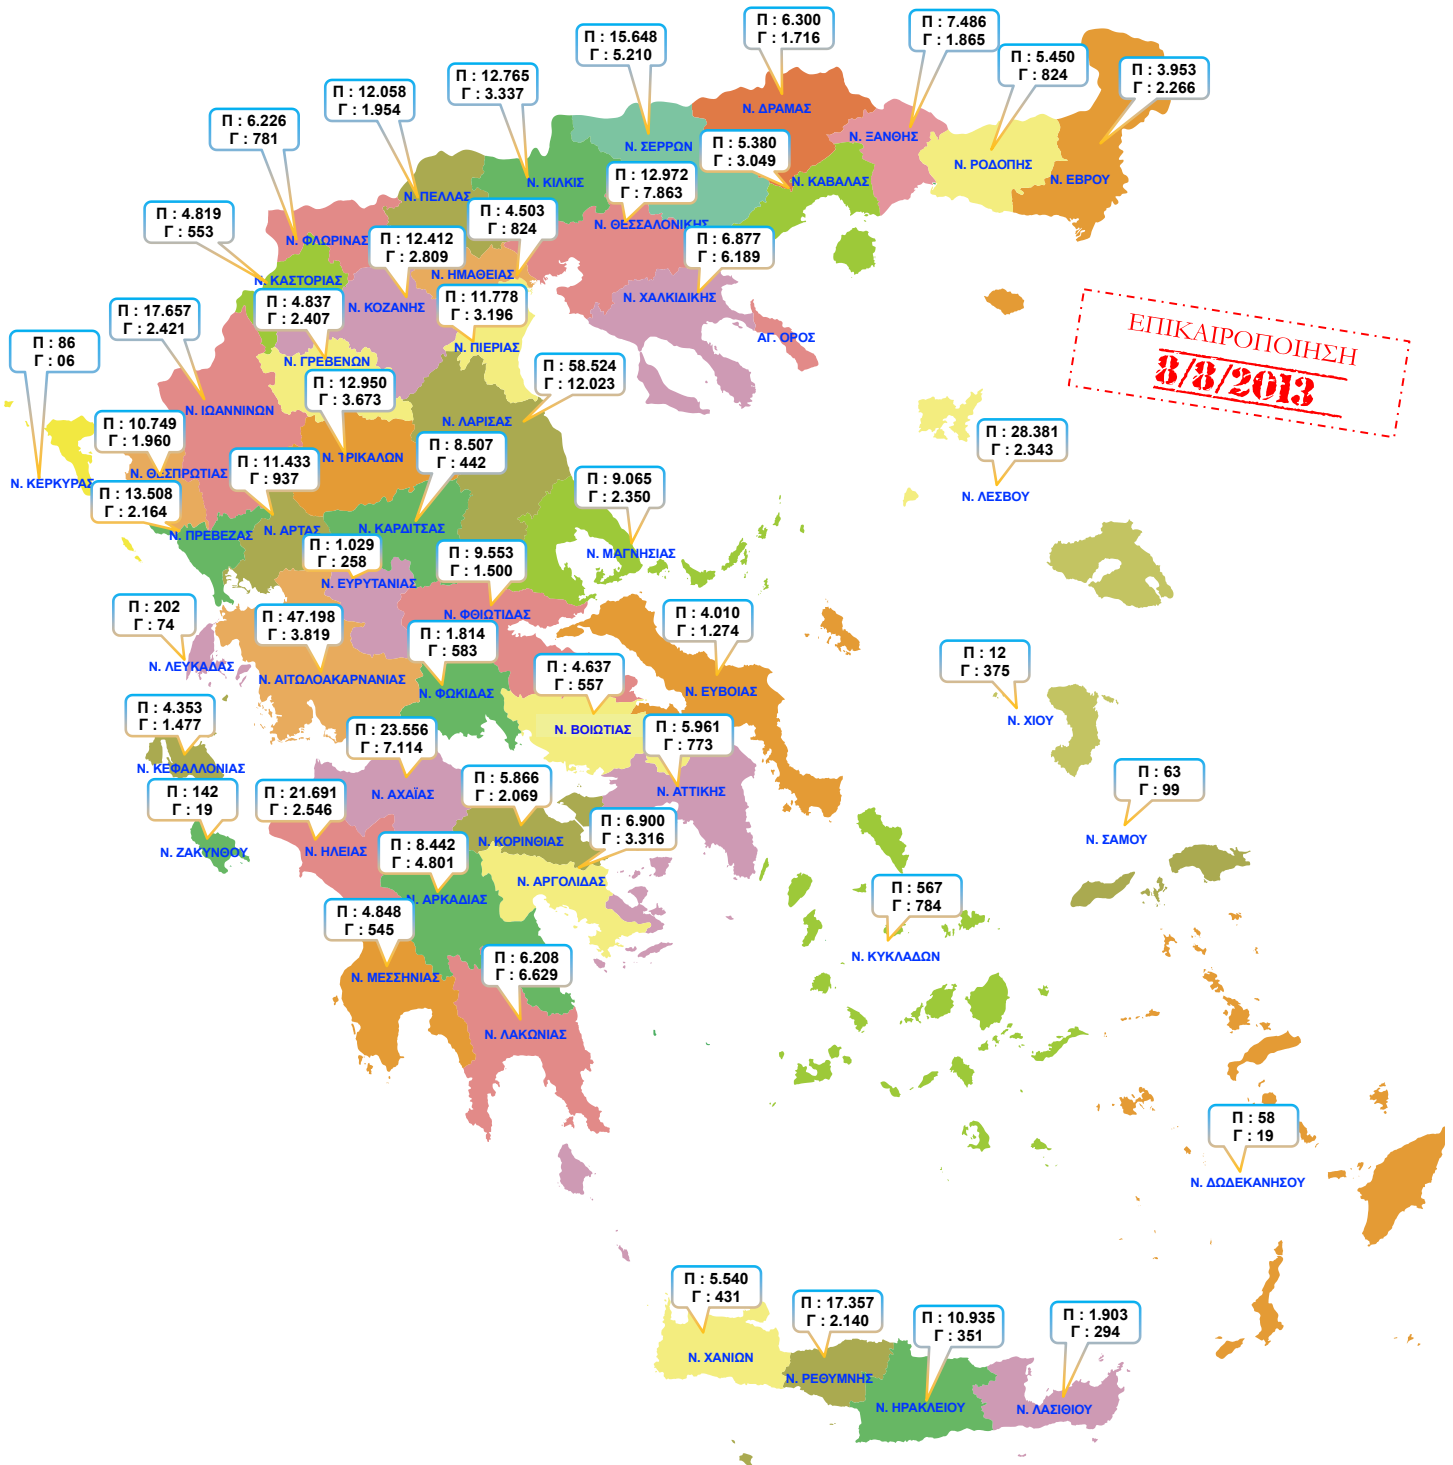 Π : 15.648
Γ : 5.210
Π : 6.300
Γ : 1.716
Π : 7.486
Γ : 1.865
Π : 5.450
Γ : 824
Π : 3.953
Γ : 2.266
Π : 12.765
Γ : 3.337
Π : 12.058
Γ : 1.954
Π : 6.226
Γ : 781
Ν. ΔΡΑΜΑΣ
Ν. ΞΑΝΘΗΣ
Ν. ΣΕΡΡΩΝ
Π : 5.380
Γ : 3.049
Ν. ΡΟΔΟΠΗΣ
Ν. ΕΒΡΟΥ
Ν. ΚΑΒΑΛΑΣ
Ν. ΚΙΛΚΙΣ
Π : 12.972
Γ : 7.863
Ν. ΠΕΛΛΑΣ
Π : 4.503
Γ : 824
Ν. ΘΕΣΣΑΛΟΝΙΚΗΣ
Π : 4.819
Γ : 553
Ν. ΦΛΩΡΙΝΑΣ
Π : 12.412
Γ : 2.809
Π : 6.877
Γ : 6.189
Ν. ΗΜΑΘΕΙΑΣ
Ν. ΚΑΣΤΟΡΙΑΣ
Π : 4.837
Γ : 2.407
Ν. ΚΟΖΑΝΗΣ
Π : 11.778
Γ : 3.196
Ν. ΧΑΛΚΙΔΙΚΗΣ
Π : 17.657
Γ : 2.421
ΑΓ. ΟΡΟΣ
ΕΠΙΚΑΙΡΟΠΟΙΗΣΗ
8/8/2013
Π : 86
Γ : 06
Ν. ΓΡΕΒΕΝΩΝ
Ν. ΠΙΕΡΙΑΣ
Π : 58.524
Γ : 12.023
Π : 12.950
Γ : 3.673
Ν. ΙΩΑΝΝΙΝΩΝ
Ν. ΛΑΡΙΣΑΣ
Π : 10.749
Γ : 1.960
Π : 8.507
Γ : 442
Π : 28.381
Γ : 2.343
Ν. ΤΡΙΚΑΛΩΝ
Π : 11.433
Γ : 937
Ν. ΘΕΣΠΡΩΤΙΑΣ
Ν. ΚΕΡΚΥΡΑΣ
Π : 13.508
Γ : 2.164
Π : 9.065
Γ : 2.350
Ν. ΛΕΣΒΟΥ
Ν. ΠΡΕΒΕΖΑΣ
Ν. ΑΡΤΑΣ
Ν. ΚΑΡΔΙΤΣΑΣ
Π : 1.029
Γ : 258
Π : 9.553
Γ : 1.500
Ν. ΜΑΓΝΗΣΙΑΣ
Ν. ΕΥΡΥΤΑΝΙΑΣ
Π : 202
Γ : 74
Π : 47.198
Γ : 3.819
Ν. ΦΘΙΩΤΙΔΑΣ
Π : 4.010
Γ : 1.274
Π : 1.814
Γ : 583
Π : 12
Γ : 375
Ν. ΛΕΥΚΑΔΑΣ
Π : 4.637
Γ : 557
Ν. ΑΙΤΩΛΟΑΚΑΡΝΑΝΙΑΣ
Ν. ΦΩΚΙΔΑΣ
Ν. ΕΥΒΟΙΑΣ
Π : 4.353
Γ : 1.477
Π : 23.556
Γ : 7.114
Ν. ΒΟΙΩΤΙΑΣ
Π : 5.961
Γ : 773
Ν. ΧΙΟΥ
Ν. ΚΕΦΑΛΛΟΝΙΑΣ
Π : 142
Γ : 19
Π : 21.691
Γ : 2.546
Ν. ΑΧΑΪΑΣ
Π : 5.866
Γ : 2.069
Ν. ΑΤΤΙΚΗΣ
Π : 63
Γ : 99
Π : 6.900
Γ : 3.316
Ν. ΖΑΚΥΝΘΟΥ
Ν. ΗΛΕΙΑΣ
Π : 8.442
Γ : 4.801
Ν. ΚΟΡΙΝΘΙΑΣ
Ν. ΣΑΜΟΥ
Ν. ΑΡΓΟΛΙΔΑΣ
Ν. ΑΡΚΑΔΙΑΣ
Π : 567
Γ : 784
Π : 4.848
Γ : 545
Π : 6.208
Γ : 6.629
Ν. ΚΥΚΛΑΔΩΝ
Ν. ΜΕΣΣΗΝΙΑΣ
Ν. ΛΑΚΩΝΙΑΣ
Π : 58
Γ : 19
Ν. ΔΩΔΕΚΑΝΗΣΟΥ
Π : 5.540
Γ : 431
Π : 17.357
Γ : 2.140
Π : 10.935
Γ : 351
Π : 1.903
Γ : 294
Ν. ΧΑΝΙΩΝ
Ν. ΡΕΘΥΜΝΗΣ
Ν. ΗΡΑΚΛΕΙΟΥ
Ν. ΛΑΣΙΘΙΟΥ